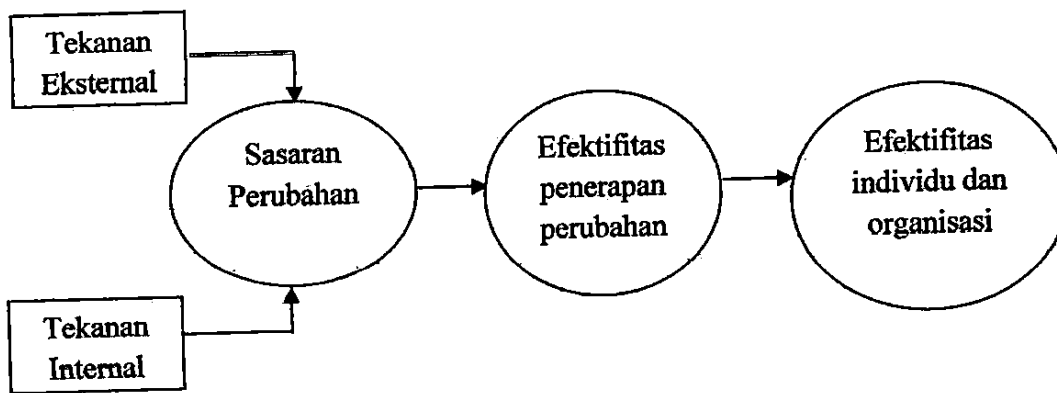 Tekanan
Eksternal
Sasaran
Perubahan
Efektifitas
penerapan
perubahan
Efektifitas
individu dan
organisasi
Tekanan
Internal